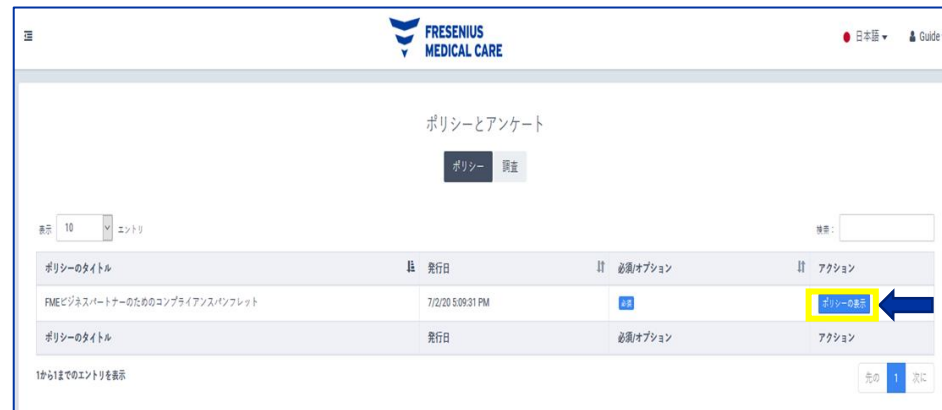 FRESENIUS
MEDICAL CARE
日本語
Guide
ポリシーとアンケート
ポリシー 調査
表示 10 エントリ
検索:
ポリシーのタイトル 発行日 必須/オプション アクション
FMEビジネスパートナーのためのコンプライアンスパンフレット 7/2/20 5:09:31 PM 必須 ポリシーの表示
ポリシーのタイトル 発行日 必須/オプション アクション
1から1までのエントリを表示
先の 1 次に